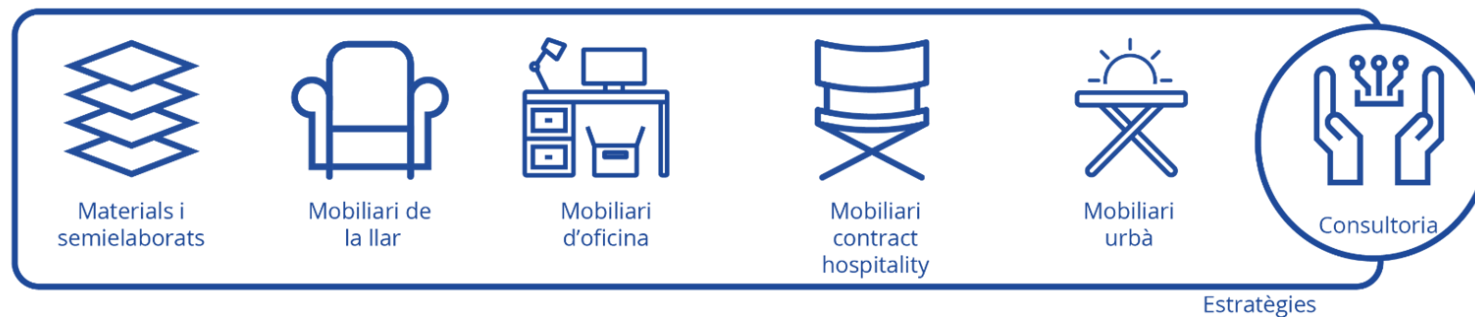 Materials i
semielaborats
Mobiliari de
la llar
Mobiliari
d'oficina
Mobiliari
contract
hospitality
Mobiliari
urbà
Consultoria
Estratègies